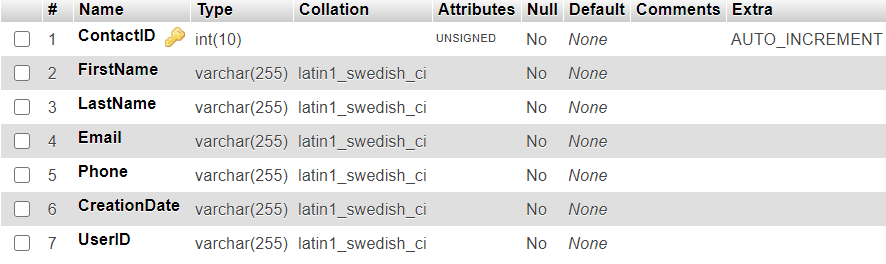 # Name Type Collation Attributes Null Default Comments Extra
1 ContactID int(10) UNSIGNED No None AUTO_INCREMENT
2 FirstName varchar(255) latin1_swedish_ci No None
3 LastName varchar(255) latin1_swedish_ci No None
4 Email varchar(255) latin1_swedish_ci No None
5 Phone varchar(255) latin1_swedish_ci No None
6 CreationDate varchar(255) latin1_swedish_ci No None
7 UserID varchar(255) latin1_swedish_ci No None